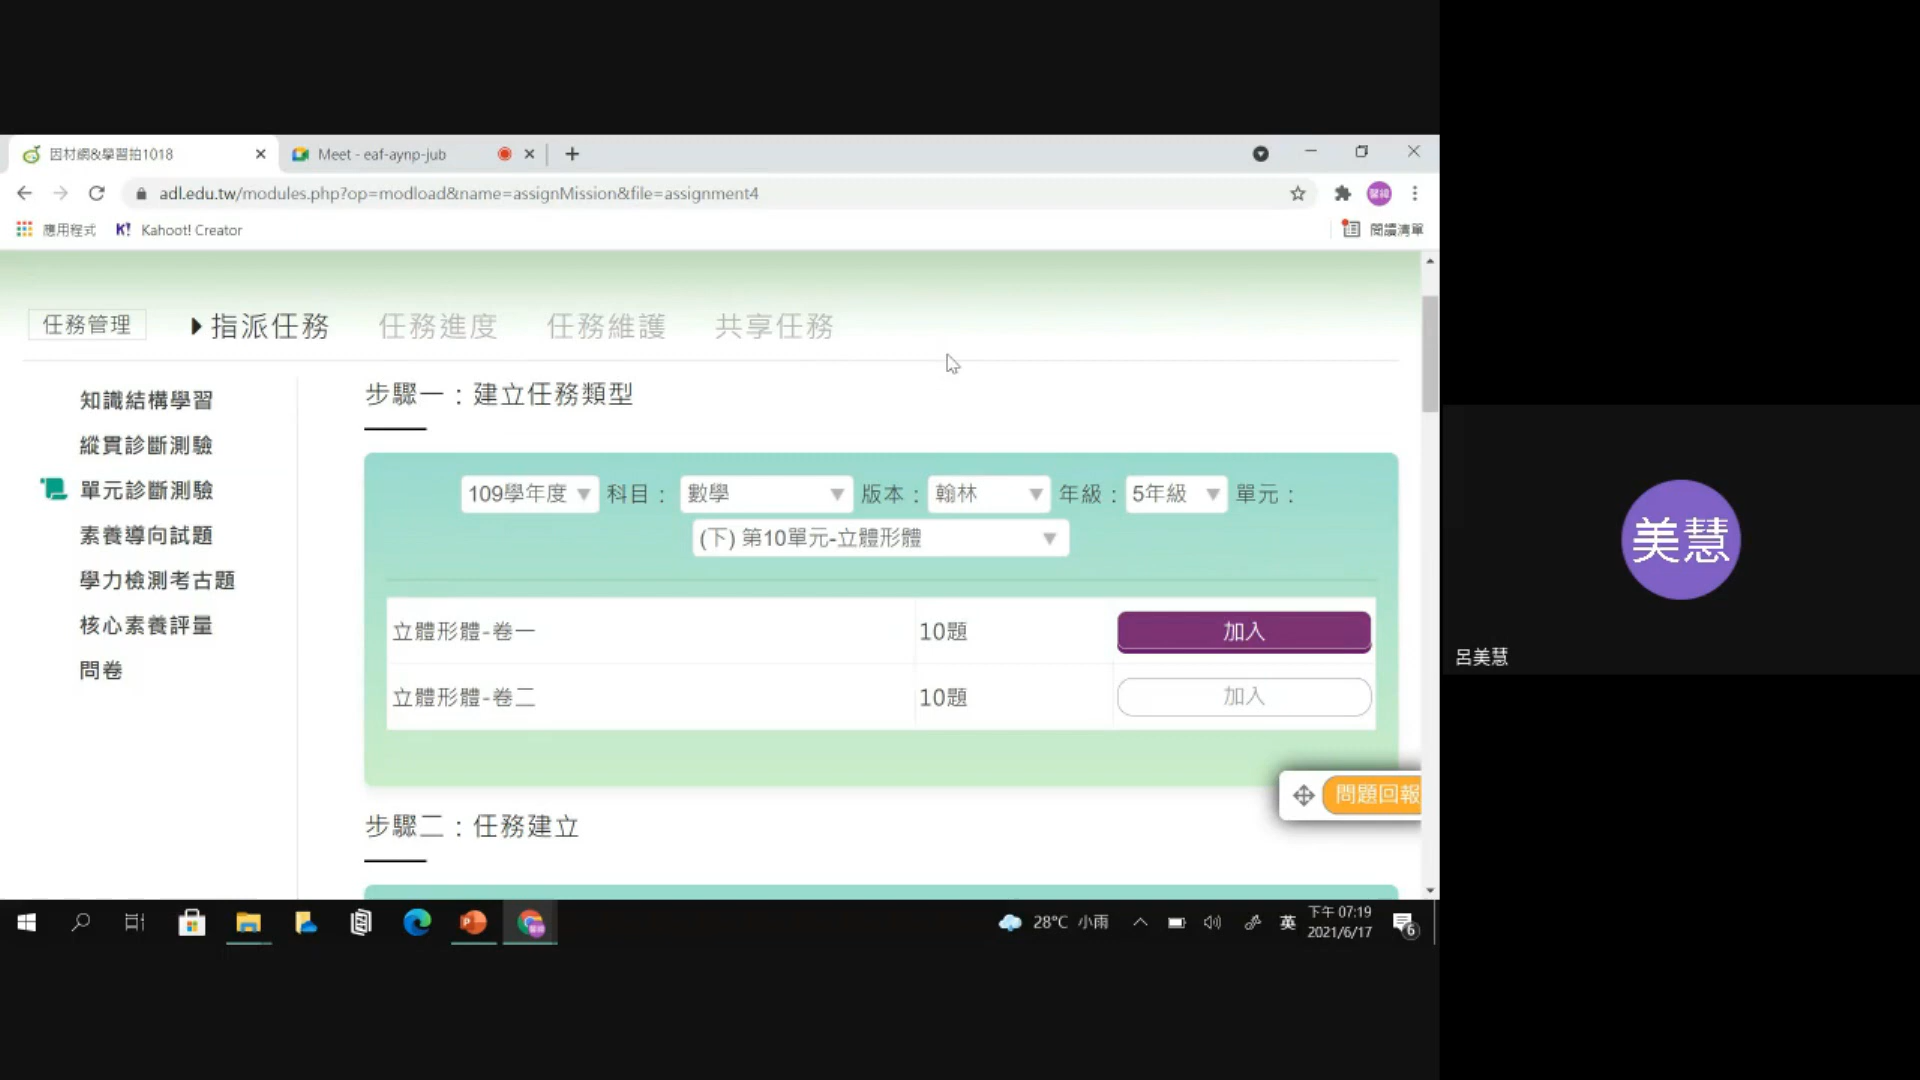 因材網&學習拍1018
Meet - eaf-aynp-jub
adl.edu.tw/modules.php?op=modload&name=assignMission&file=assignment4
應用程式
K! Kahoot! Creator
閱讀清單
任務管理
指派任務 任務進度 任務維護 共享任務
知識結構學習
縱貫診斷測驗
單元診斷測驗
素養導向試題
學力檢測考古題
核心素養評量
問卷
步驟一：建立任務類型
109學年度 科目： 數學 版本： 翰林 年級： 5年級 單元：
(下) 第10單元-立體形體
立體形體-卷一 10題 加入
立體形體-卷二 10題 加入
問題回報
步驟二：任務建立
28°C 小雨
英
下午 07:19
2021/6/17
6
美慧
呂美慧